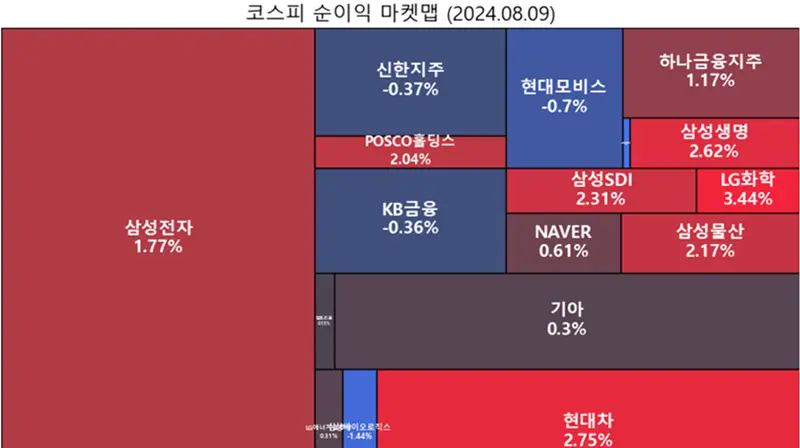 코스피 순이익 마켓맵 (2024.08.09)
삼성전자
1.77%
신한지주
-0.37%
POSCO홀딩스
2.04%
KB금융
-0.36%
현대모비스
-0.7%
하나금융지주
1.17%
삼성생명
2.62%
삼성SDI
2.31%
LG화학
3.44%
NAVER
0.61%
삼성물산
2.17%
기아
0.3%
0.31%
-1.44%
현대차
2.75%